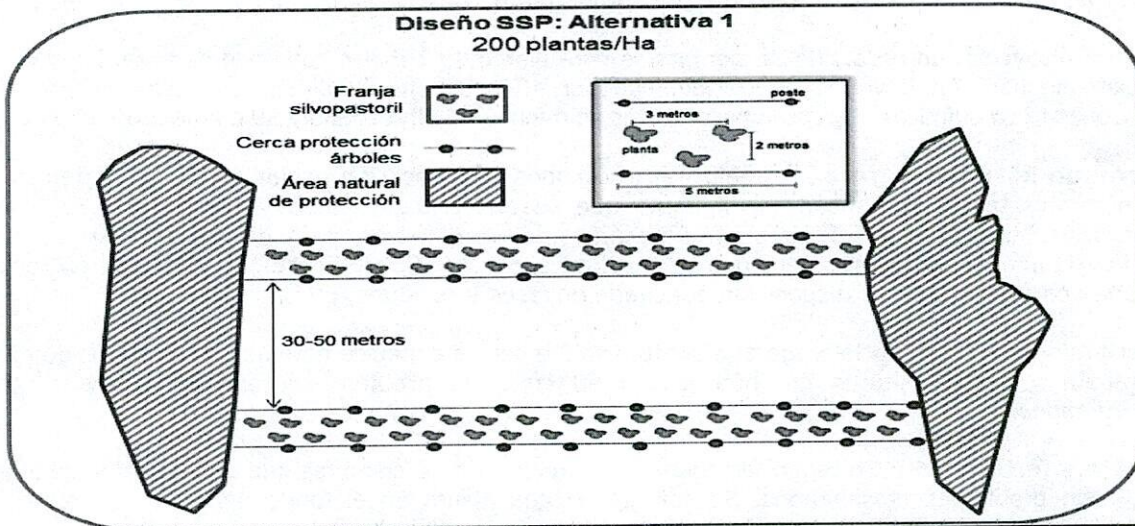 Diseño SSP: Alternativa 1
200 plantas/Ha
Franja
silvopastoril
Cerca protección
árboles
Área natural
de protección
poste
3 metros
planta
2 metros
5 metros
30-50 metros